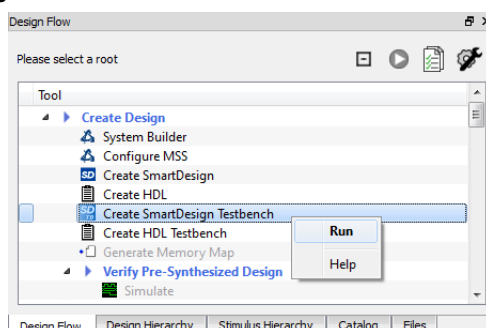 Design Flow
Please select a root
Tool
Create Design
System Builder
Configure MSS
SD Create SmartDesign
Create HDL
SD Create SmartDesign Testbench
Create HDL Testbench
Generate Memory Map
Verify Pre-Synthesized Design
Simulate
Run
Help
Design Flow Design Hierarchy Stimulus Hierarchy Catalog Files